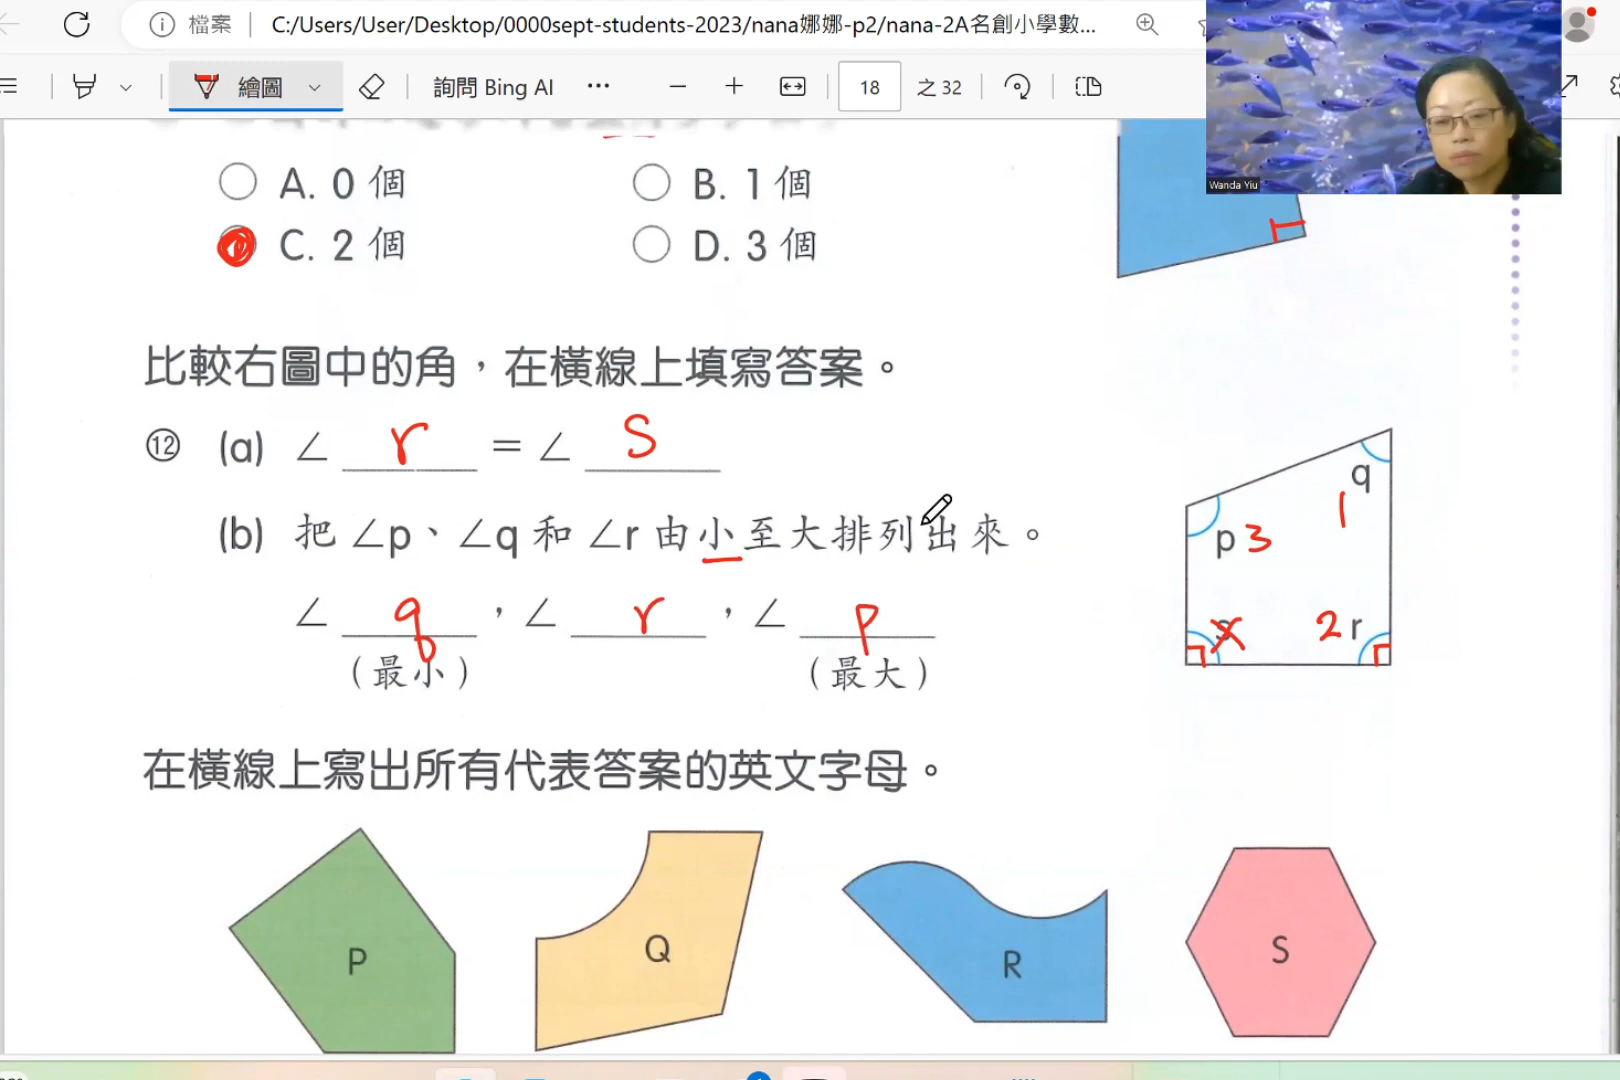 檔案 C:/Users/User/Desktop/0000sept-students-2023/nana娜娜-p2/nana-2A名創小學數...
繪圖 詢問 Bing AI ... 18 之 32
Wanda Yiu
A. 0 個 B. 1 個
C. 2 個 D. 3 個
比較右圖中的角，在橫線上填寫答案。
⑫ (a) ∠ r = ∠ s
(b) 把 ∠p、∠q 和 ∠r 由小至大排列出來。
∠ q ，∠ r ，∠ p
(最小) (最大)
q
1
p 3
2 r
在橫線上寫出所有代表答案的英文字母。
P Q R S